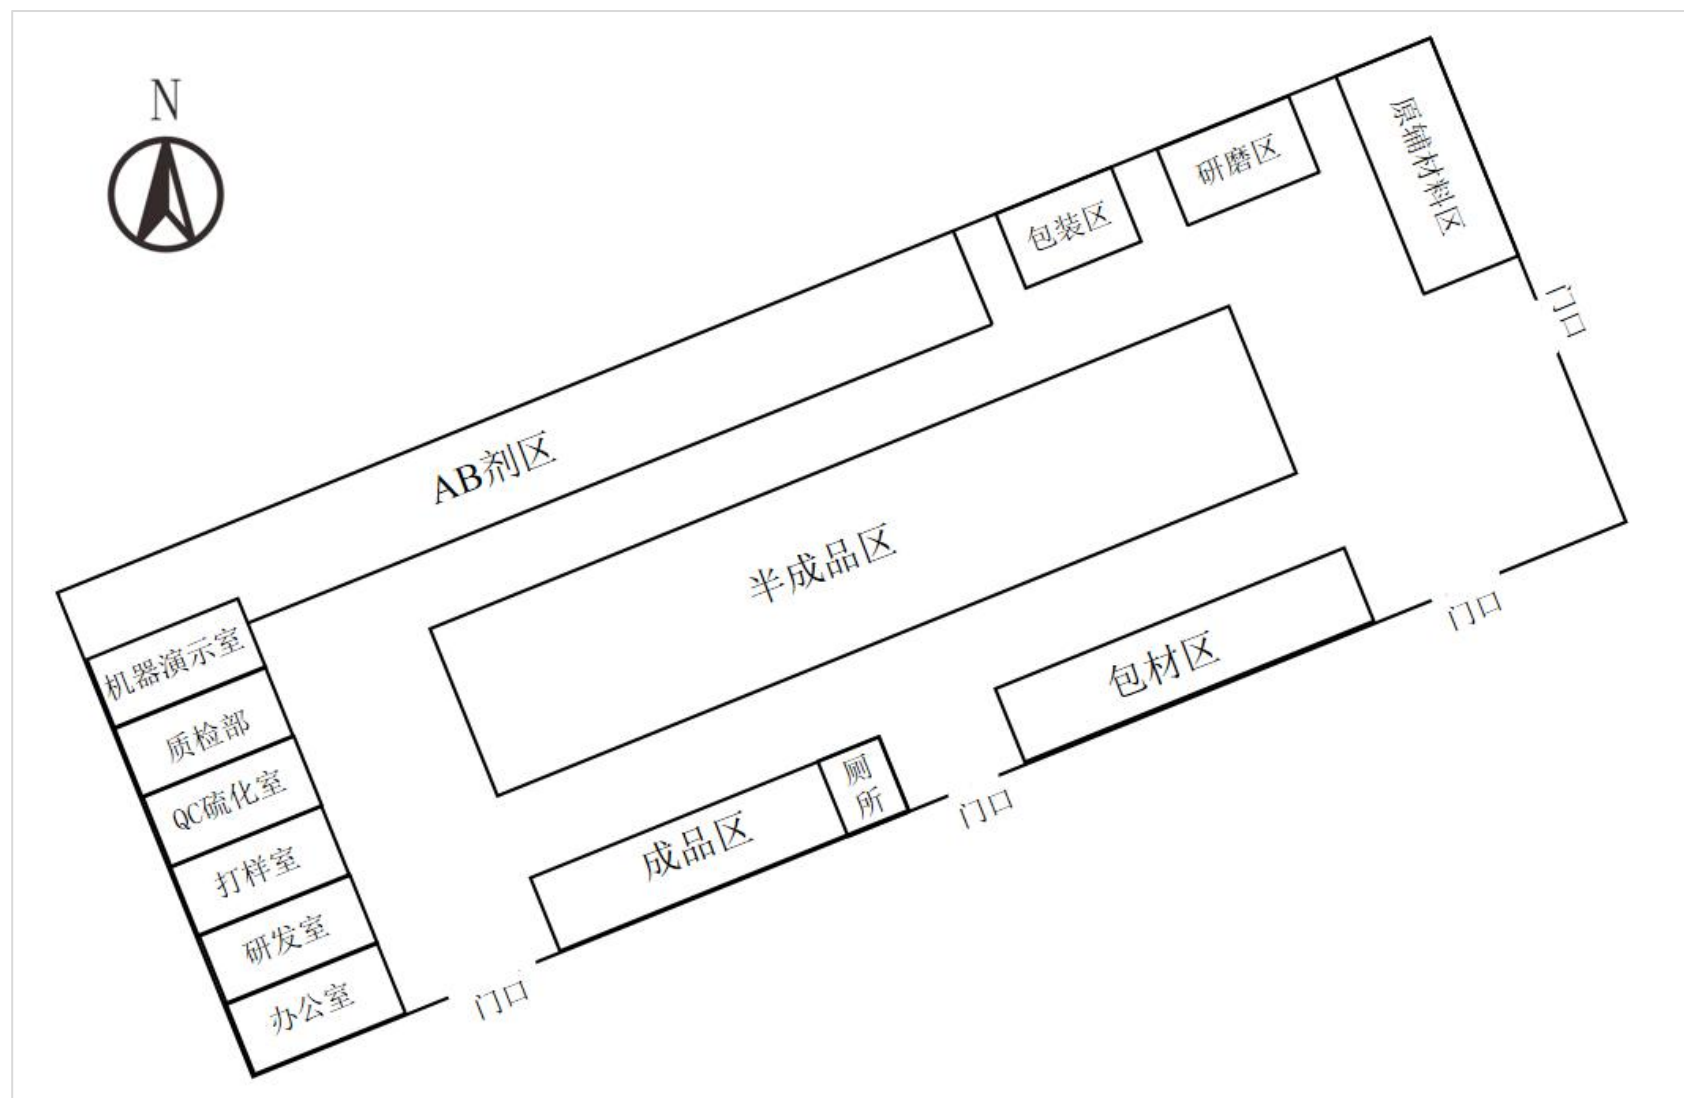 N
原辅材料区
研磨区
包装区
门口
AB剂区
半成品区
机器演示室
质检部
QC硫化室
打样室
研发室
办公室
包材区
门口
厕
所
成品区
门口
门口